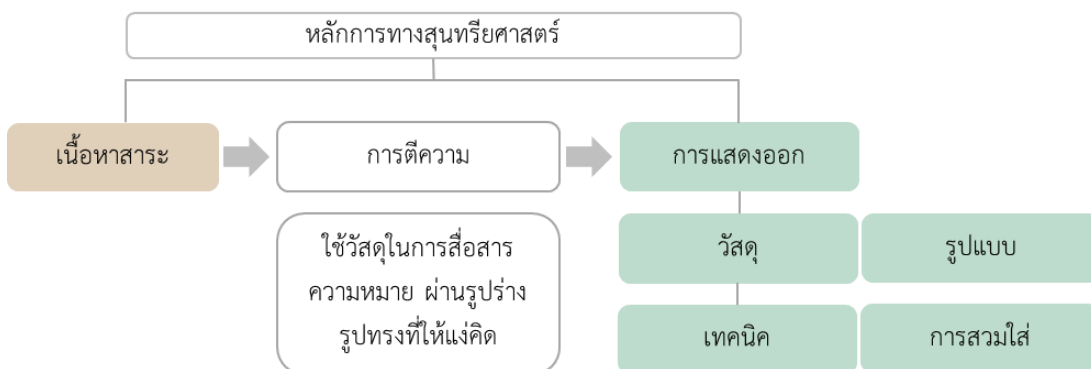 หลักการทางสุนทรียศาสตร์
เนื้อหาสาระ
การตีความ
การแสดงออก
ใช้วัสดุในการสื่อสาร
ความหมาย ผ่านรูปร่าง
รูปทรงที่ให้แง่คิด
วัสดุ
รูปแบบ
เทคนิค
การสวมใส่